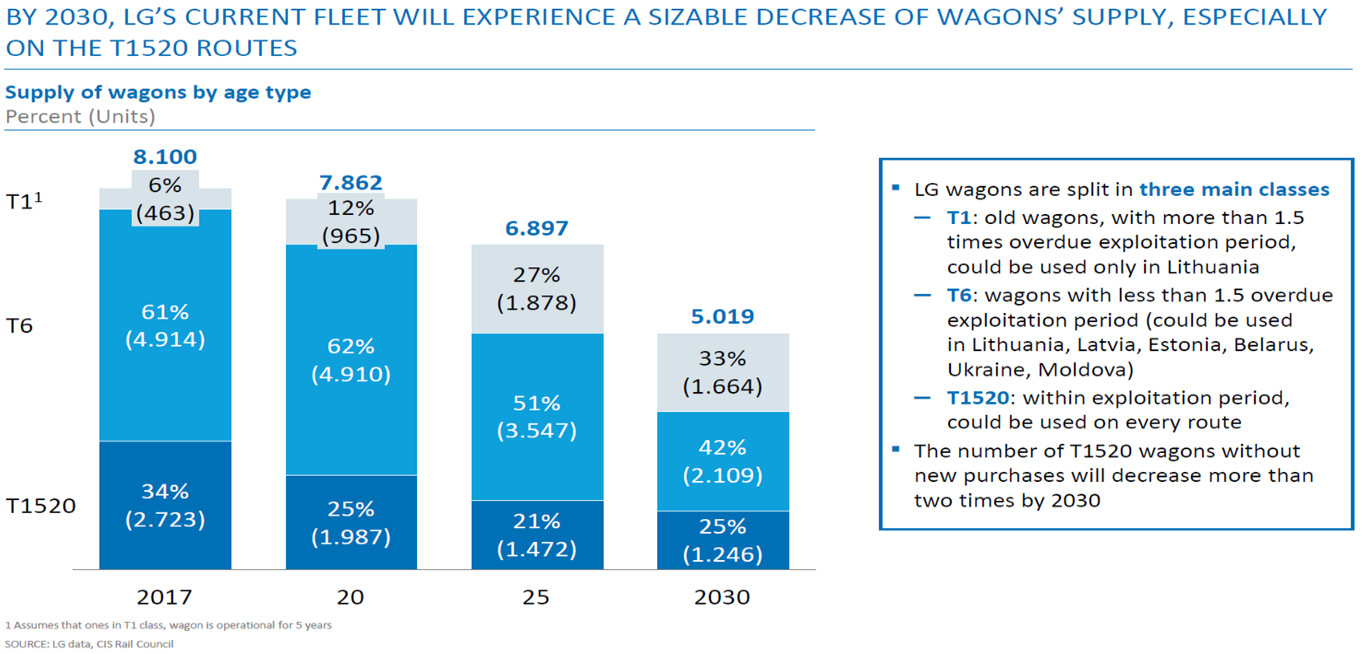 BY 2030, LG’S CURRENT FLEET WILL EXPERIENCE A SIZABLE DECREASE OF WAGONS’ SUPPLY, ESPECIALLY
ON THE T1520 ROUTES
Supply of wagons by age type
Percent (Units)
T1¹
T6
T1520
8.100
6%
(463)
61%
(4.914)
34%
(2.723)
2017
7.862
12%
(965)
62%
(4.910)
25%
(1.987)
20
6.897
27%
(1.878)
51%
(3.547)
21%
(1.472)
25
5.019
33%
(1.664)
42%
(2.109)
25%
(1.246)
2030
▪ LG wagons are split in three main classes
— T1: old wagons, with more than 1.5
times overdue exploitation period,
could be used only in Lithuania
— T6: wagons with less than 1.5 overdue
exploitation period (could be used
in Lithuania, Latvia, Estonia, Belarus,
Ukraine, Moldova)
— T1520: within exploitation period,
could be used on every route
▪ The number of T1520 wagons without
new purchases will decrease more than
two times by 2030
1 Assumes that ones in T1 class, wagon is operational for 5 years
SOURCE: LG data, CIS Rail Council